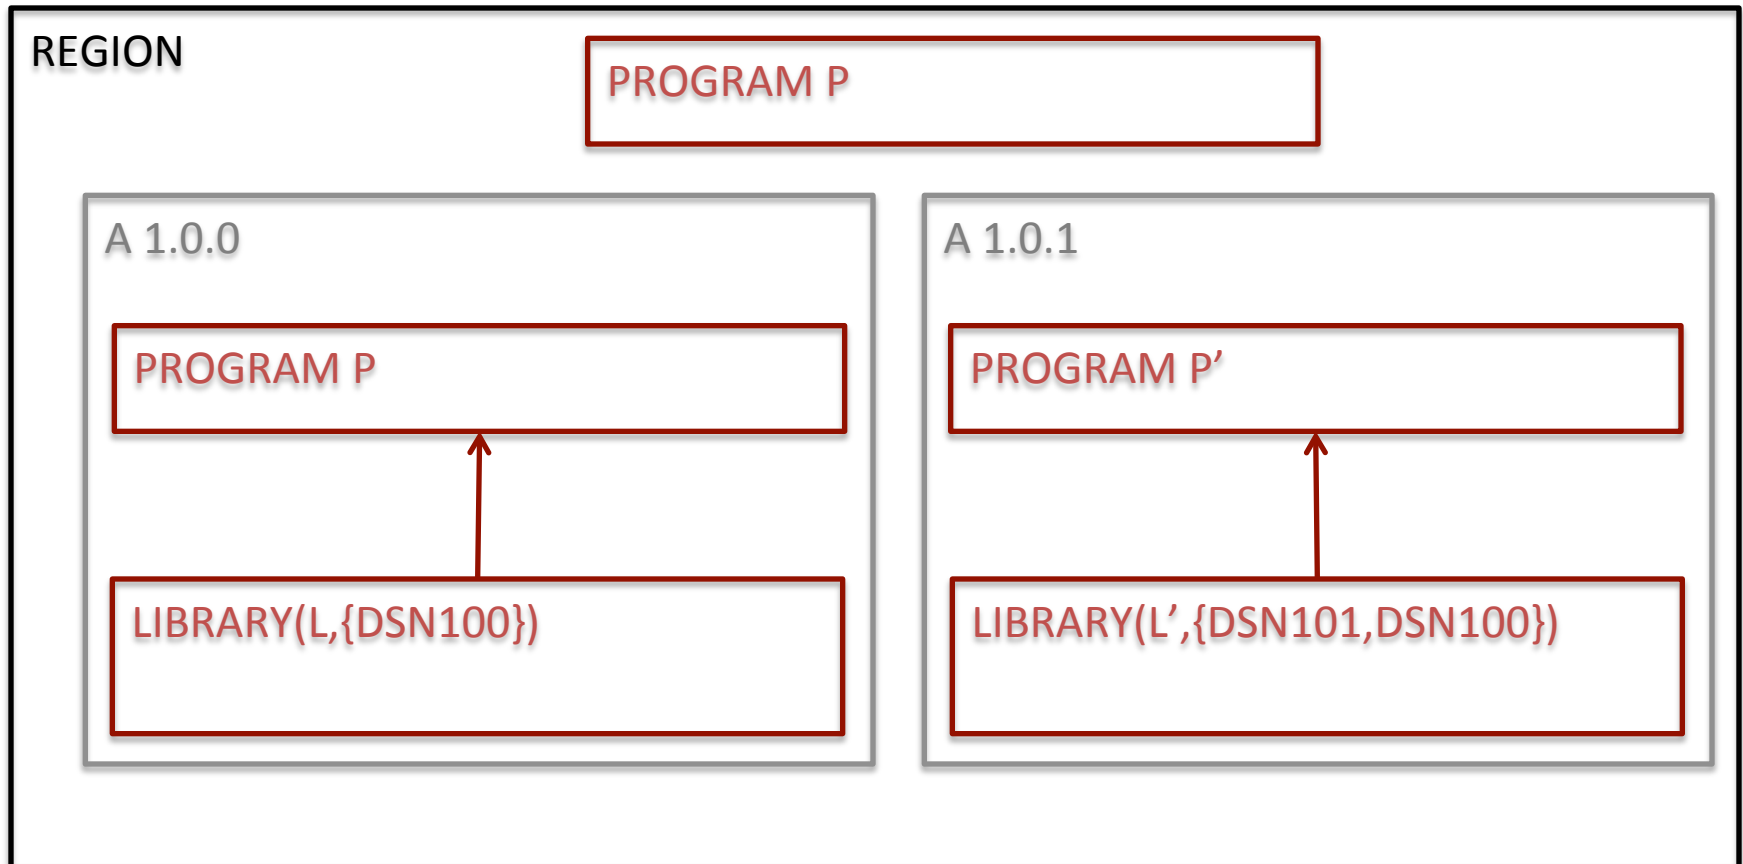 REGION
PROGRAM P
A 1.0.0
A 1.0.1
PROGRAM P
PROGRAM P’
LIBRARY(L,{DSN100})
LIBRARY(L’,{DSN101,DSN100})